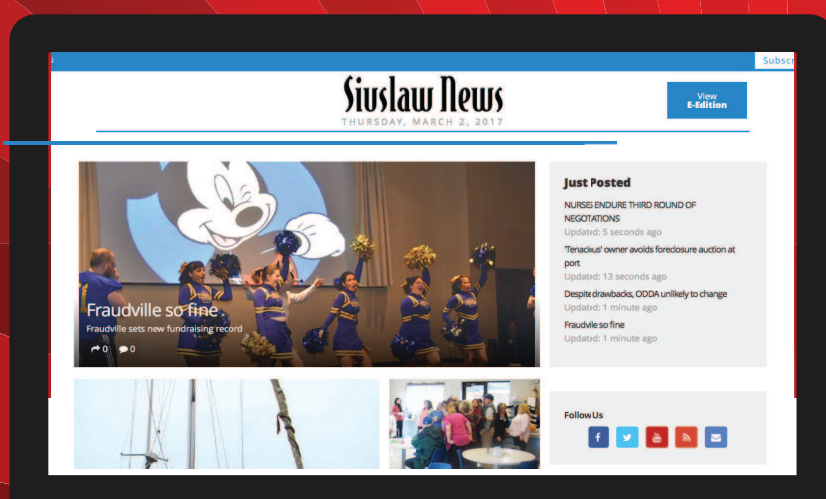 Subscr
Siuslaw News
THURSDAY, MARCH 2, 2017
View
E-Edition
Just Posted
NURSES ENDURE THIRD ROUND OF
NEGOTATIONS
Updated: 5 seconds ago
'Tenacious' owner avoids foreclosure auction at
port
Updated: 13 seconds ago
Despite drawbacks, ODDA unlikely to change
Updated: 1 minute ago
Fraudville so fine
Updated: 1 minute ago
Fraudville so fine
Fraudville sets new fundraising record
0 0
Follow Us